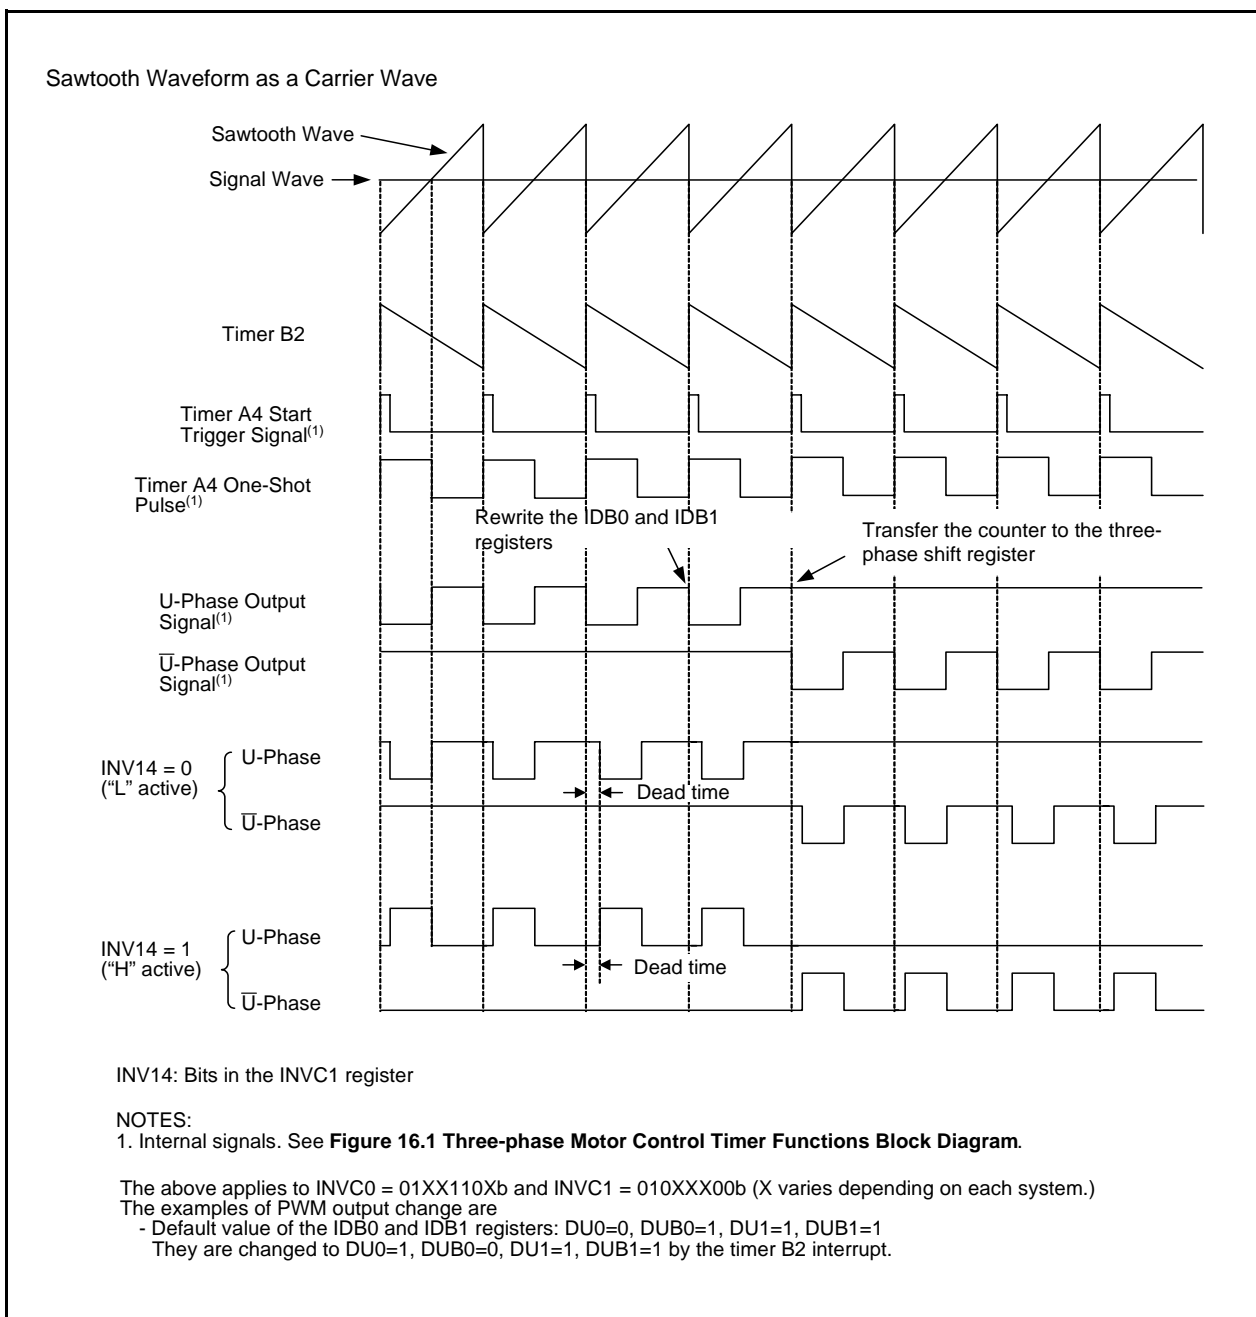 Sawtooth Waveform as a Carrier Wave
Sawtooth Wave
Signal Wave
Timer B2
Timer A4 Start
Trigger Signal(1)
Timer A4 One-Shot
Pulse(1)
Rewrite the IDB0 and IDB1
registers
Transfer the counter to the three-
phase shift register
U-Phase Output
Signal(1)
U̅-Phase Output
Signal(1)
INV14 = 0
("L" active)
U-Phase
Dead time
U̅-Phase
INV14 = 1
("H" active)
U-Phase
Dead time
U̅-Phase
INV14: Bits in the INVC1 register
NOTES:
1. Internal signals. See Figure 16.1 Three-phase Motor Control Timer Functions Block Diagram.
The above applies to INVC0 = 01XX110Xb and INVC1 = 010XXX00b (X varies depending on each system.)
The examples of PWM output change are
- Default value of the IDB0 and IDB1 registers: DU0=0, DUB0=1, DU1=1, DUB1=1
They are changed to DU0=1, DUB0=0, DU1=1, DUB1=1 by the timer B2 interrupt.